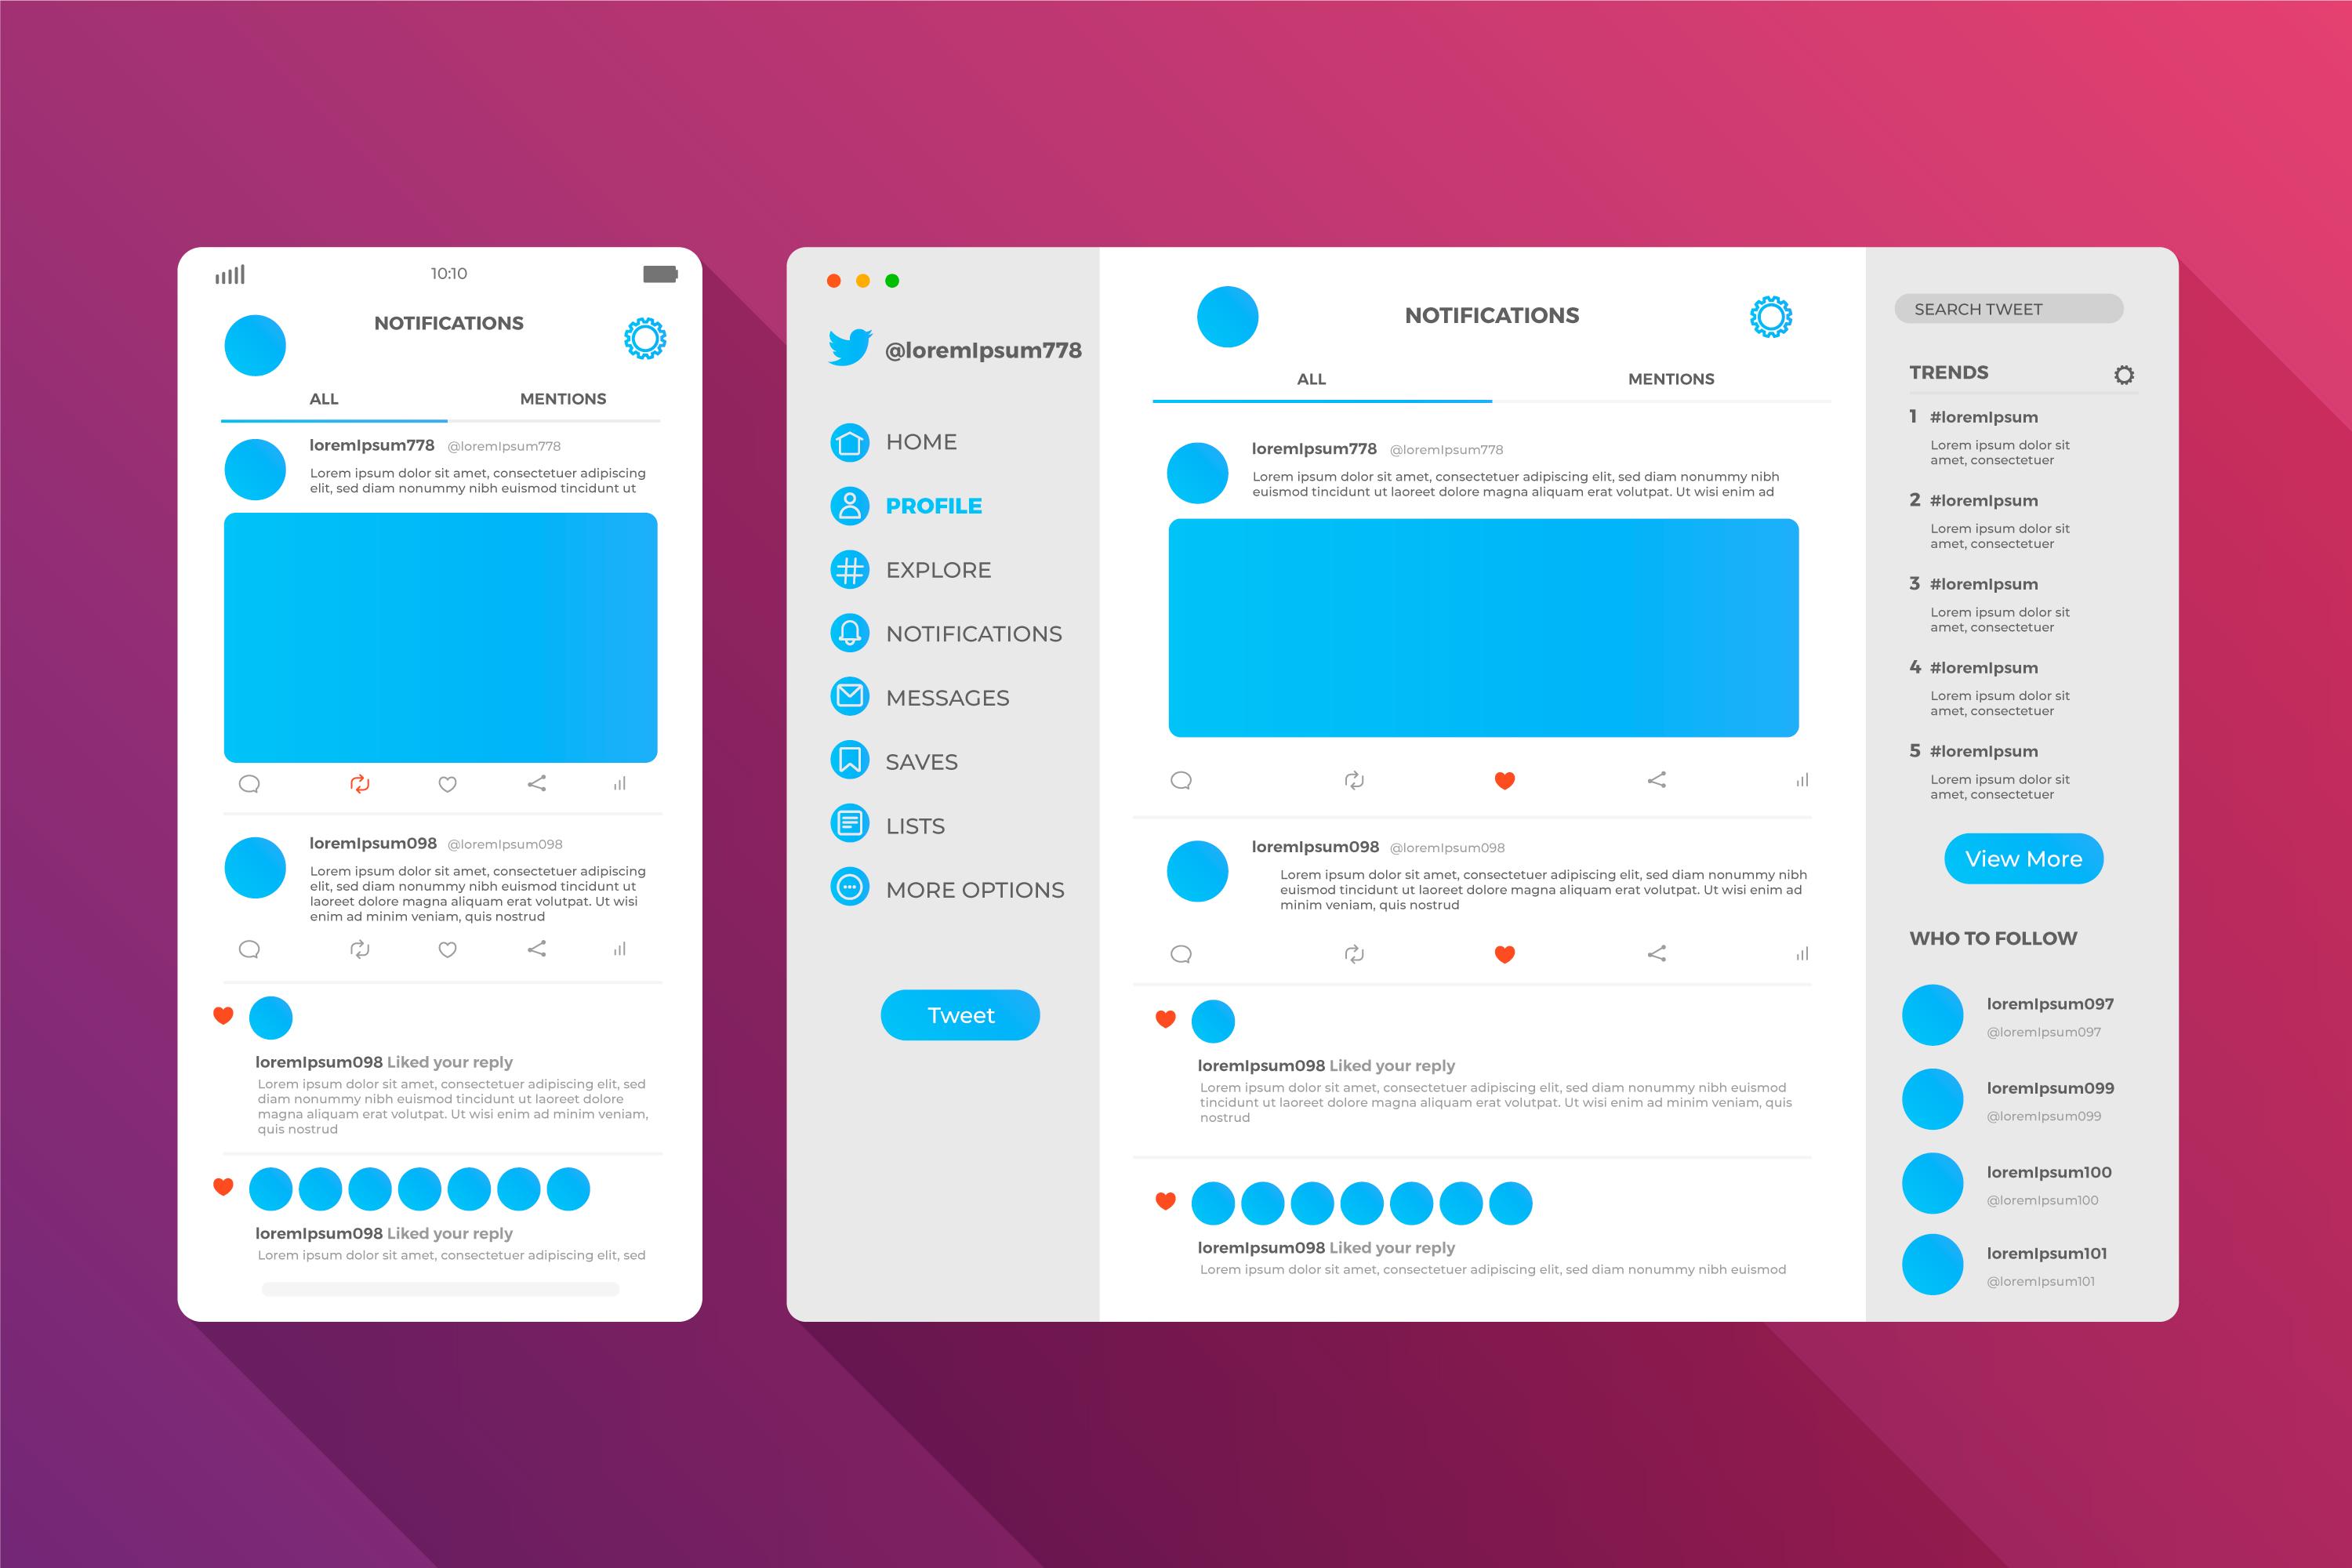 10:10
NOTIFICATIONS
ALL MENTIONS
loremIpsum778 @loremIpsum778
Lorem ipsum dolor sit amet, consectetuer adipiscing
elit, sed diam nonummy nibh euismod tincidunt ut
loremIpsum098 @loremIpsum098
Lorem ipsum dolor sit amet, consectetuer adipiscing
elit, sed diam nonummy nibh euismod tincidunt ut
laoreet dolore magna aliquam erat volutpat. Ut wisi
enim ad minim veniam, quis nostrud
loremIpsum098 Liked your reply
Lorem ipsum dolor sit amet, consectetuer adipiscing elit, sed
diam nonummy nibh euismod tincidunt ut laoreet dolore
magna aliquam erat volutpat. Ut wisi enim ad minim veniam,
quis nostrud
loremIpsum098 Liked your reply
Lorem ipsum dolor sit amet, consectetuer adipiscing elit, sed
@loremIpsum778
HOME
PROFILE
EXPLORE
NOTIFICATIONS
MESSAGES
SAVES
LISTS
MORE OPTIONS
Tweet
NOTIFICATIONS
ALL MENTIONS
loremIpsum778 @loremIpsum778
Lorem ipsum dolor sit amet, consectetuer adipiscing elit, sed diam nonummy nibh
euismod tincidunt ut laoreet dolore magna aliquam erat volutpat. Ut wisi enim ad
loremIpsum098 @loremIpsum098
Lorem ipsum dolor sit amet, consectetuer adipiscing elit, sed diam nonummy nibh
euismod tincidunt ut laoreet dolore magna aliquam erat volutpat. Ut wisi enim ad
minim veniam, quis nostrud
loremIpsum098 Liked your reply
Lorem ipsum dolor sit amet, consectetuer adipiscing elit, sed diam nonummy nibh euismod
tincidunt ut laoreet dolore magna aliquam erat volutpat. Ut wisi enim ad minim veniam, quis
nostrud
loremIpsum098 Liked your reply
Lorem ipsum dolor sit amet, consectetuer adipiscing elit, sed diam nonummy nibh euismod
SEARCH TWEET
TRENDS
1 #loremIpsum
Lorem ipsum dolor sit
amet, consectetuer
2 #loremIpsum
Lorem ipsum dolor sit
amet, consectetuer
3 #loremIpsum
Lorem ipsum dolor sit
amet, consectetuer
4 #loremIpsum
Lorem ipsum dolor sit
amet, consectetuer
5 #loremIpsum
Lorem ipsum dolor sit
amet, consectetuer
View More
WHO TO FOLLOW
loremIpsum097
@loremIpsum097
loremIpsum099
@loremIpsum099
loremIpsum100
@loremIpsum100
loremIpsum101
@loremIpsum101